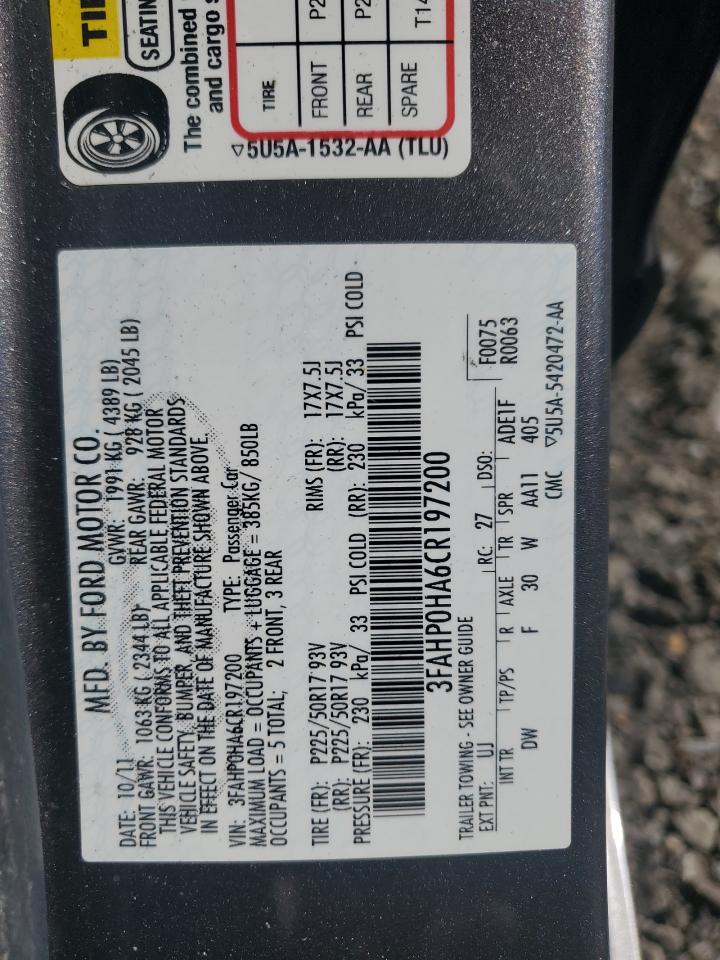 TIRE
SEATING
The combined
and cargo
TIRE
FRONT P2
REAR P2
SPARE T14
▽5U5A-1532-AA (TLU)
MFD. BY FORD MOTOR CO.
DATE: 10/11 GVWR: 1991 KG ( 4389 LB)
FRONT GAWR: 1063 KG ( 2344 LB) REAR GAWR: 928 KG ( 2045 LB)
THIS VEHICLE CONFORMS TO ALL APPLICABLE FEDERAL MOTOR
VEHICLE SAFETY, BUMPER, AND THEFT PREVENTION STANDARDS
IN EFFECT ON THE DATE OF MANUFACTURE SHOWN ABOVE.
VIN: 3FAHP0HA6CR197200 TYPE: Passenger Car
MAXIMUM LOAD = OCCUPANTS + LUGGAGE = 385KG/ 850LB
OCCUPANTS = 5 TOTAL; 2 FRONT, 3 REAR
TIRE (FR): P225/50R17 93V RIMS (FR): 17X7.5J
(RR): P225/50R17 93V (RR): 17X7.5J
PRESSURE (FR): 230 kPa/ 33 PSI COLD (RR): 230 kPa/ 33 PSI COLD
3FAHP0HA6CR197200
TRAILER TOWING - SEE OWNER GUIDE
F0075
EXT PNT: UJ RC: 27 DSO: R0063
INT TR TP/PS R AXLE TR SPR ADE1F
DW F 30 W AA11 405
CMC ▽5U5A-5420472-AA